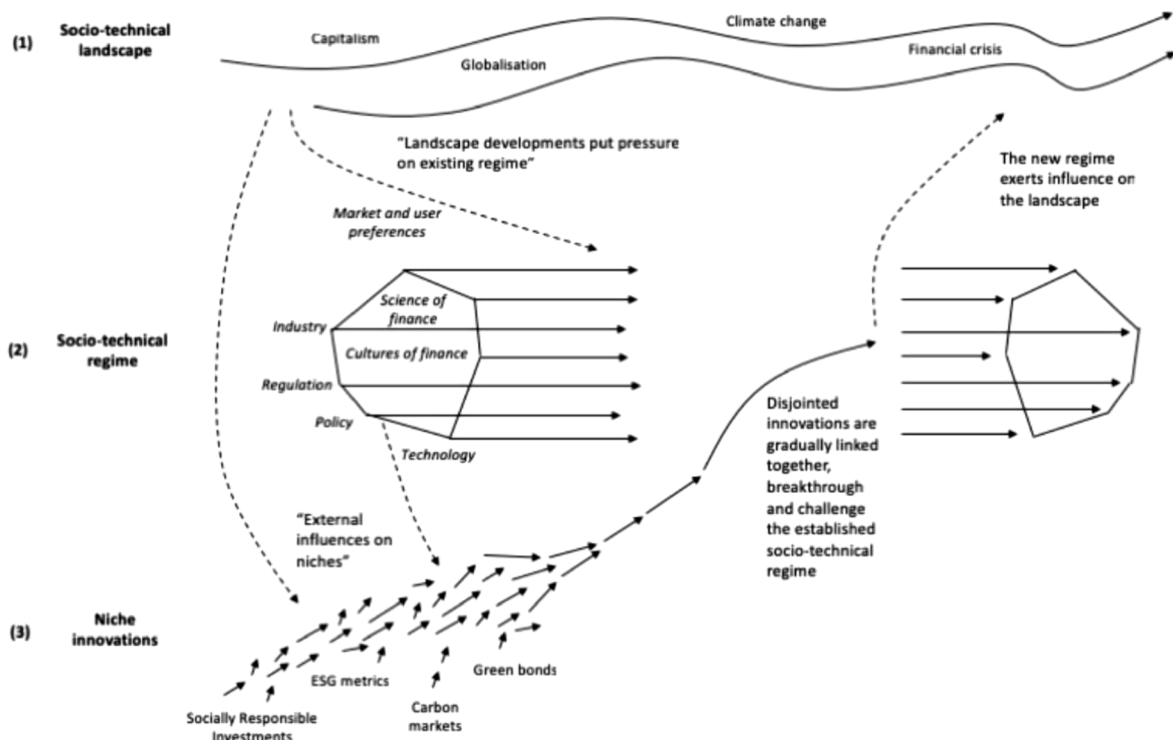 (1)
Socio-technical
landscape
Capitalism
Globalisation
Climate change
Financial crisis
"Landscape developments put pressure
on existing regime"
Market and user
preferences
The new regime
exerts influence on
the landscape
(2)
Socio-technical
regime
Science of
finance
Industry
Cultures of finance
Regulation
Policy
Technology
Disjointed
innovations are
gradually linked
together,
breakthrough
and challenge
the established
socio-technical
regime
"External
influences on
niches"
(3)
Niche
innovations
Socially Responsible
Investments
ESG metrics
Carbon
markets
Green bonds